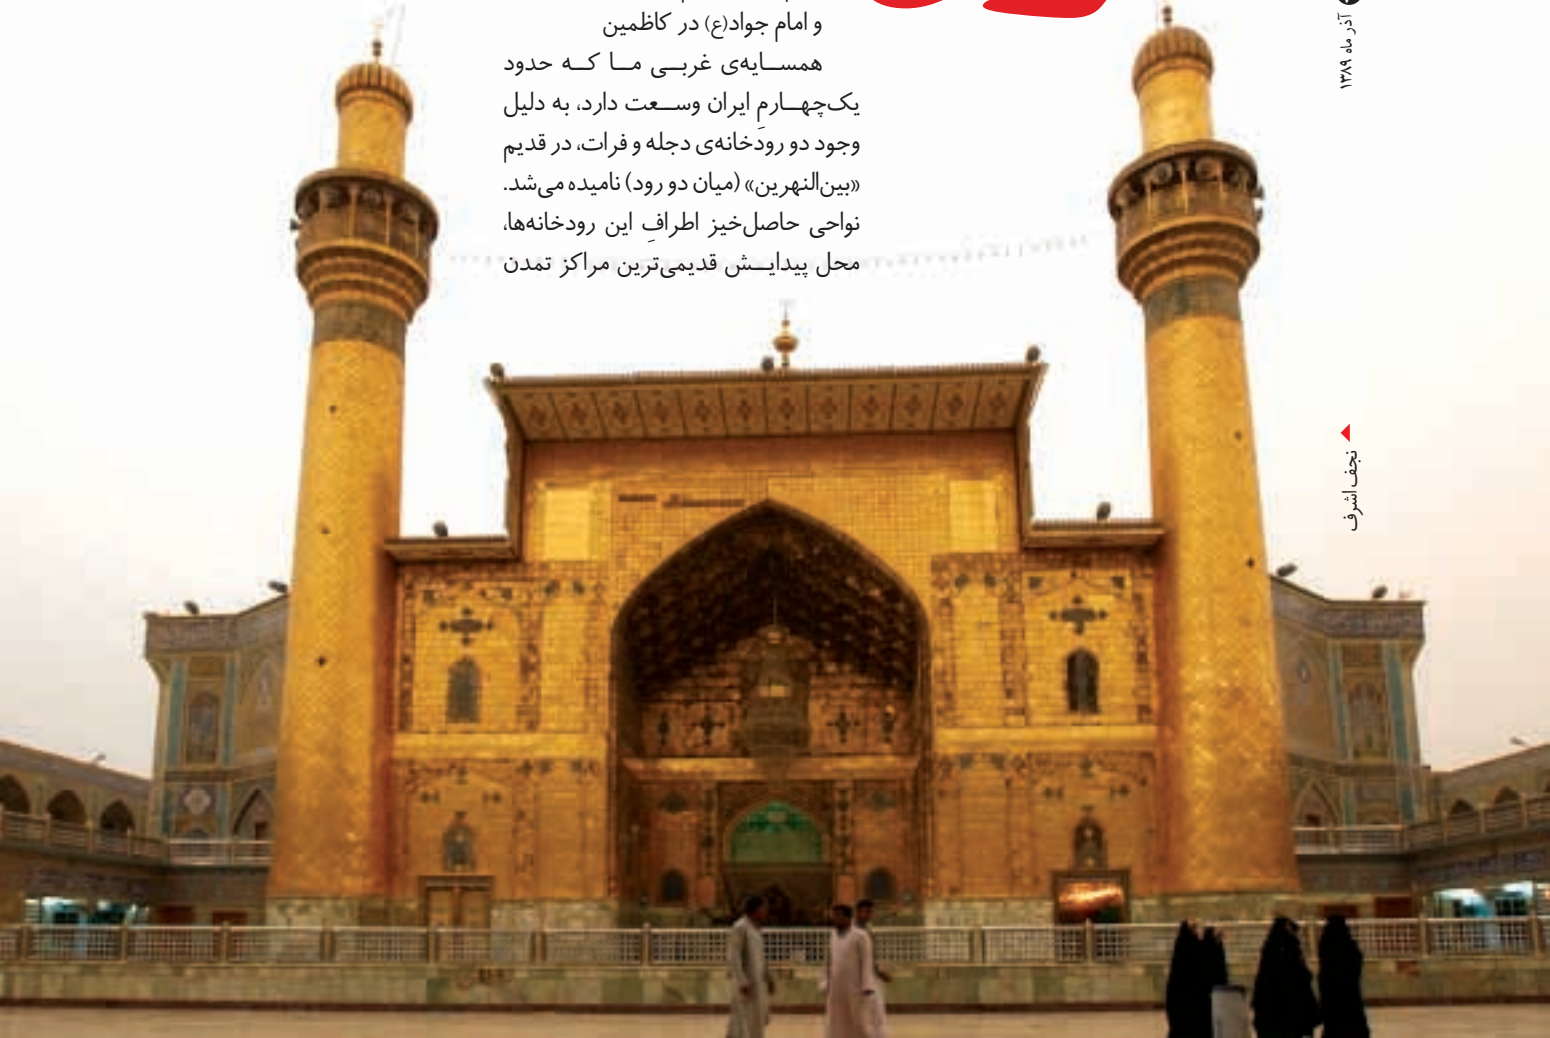 و امام جواد(ع) در کاظمین
همسایه‌ی غربی ما که حدود
یک‌چهارمِ ایران وسعت دارد، به دلیل
وجود دو رودخانه‌ی دجله و فرات، در قدیم
«بین‌النهرین» (میان دو رود) نامیده می‌شد.
نواحی حاصل‌خیز اطرافِ این رودخانه‌ها،
محل پیدایش قدیمی‌ترین مراکز تمدن
آذر ماه ۱۳۸۹
نجف اشرف